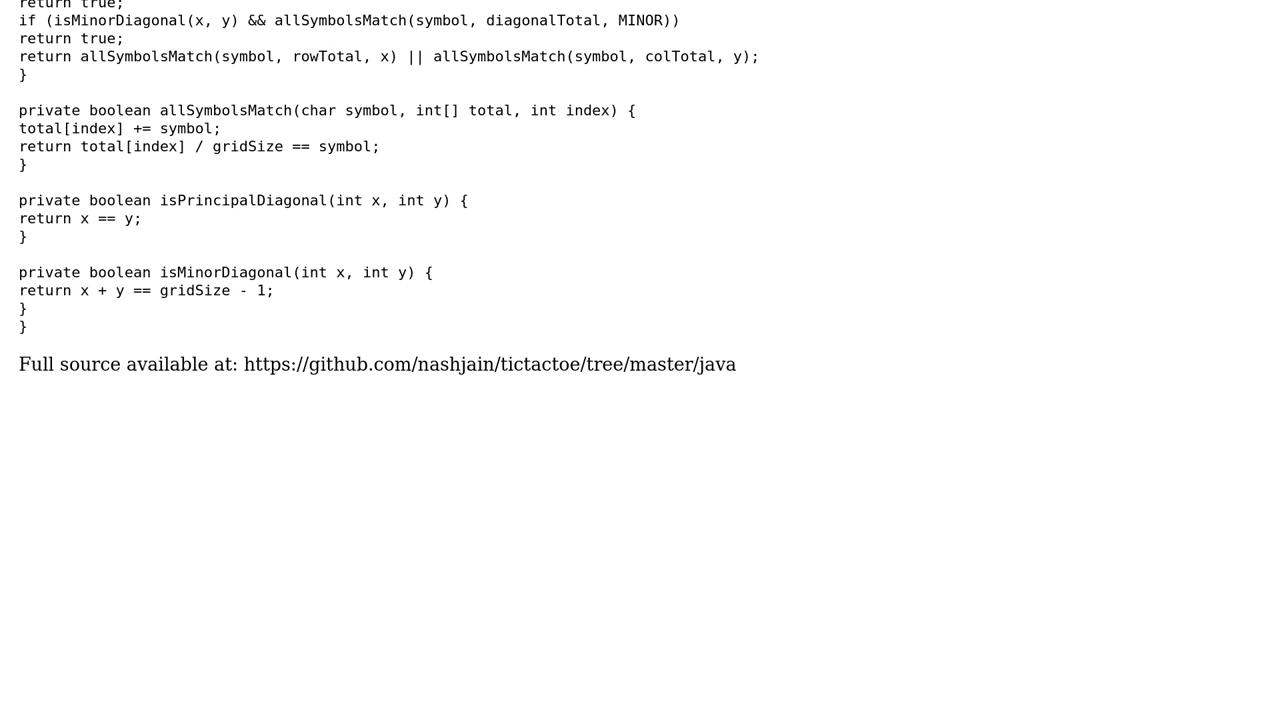 return true;
if (isMinorDiagonal(x, y) && allSymbolsMatch(symbol, diagonalTotal, MINOR))
return true;
return allSymbolsMatch(symbol, rowTotal, x) || allSymbolsMatch(symbol, colTotal, y);
}
private boolean allSymbolsMatch(char symbol, int[] total, int index) {
total[index] += symbol;
return total[index] / gridSize == symbol;
}
private boolean isPrincipalDiagonal(int x, int y) {
return x == y;
}
private boolean isMinorDiagonal(int x, int y) {
return x + y == gridSize - 1;
}
}
Full source available at: https://github.com/nashjain/tictactoe/tree/master/java